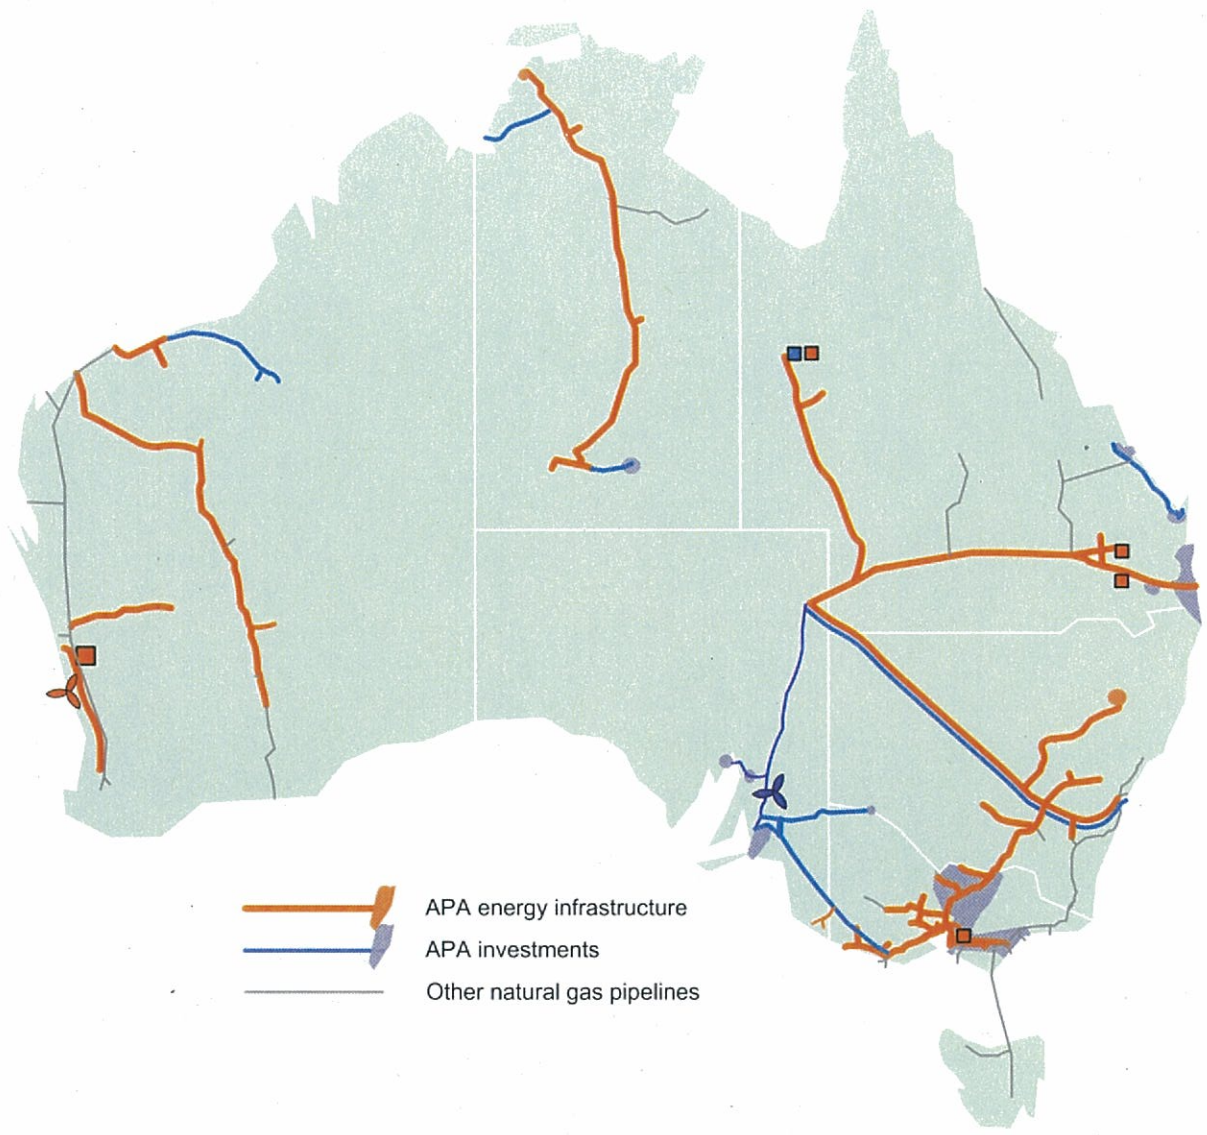 APA energy infrastructure
APA investments
Other natural gas pipelines